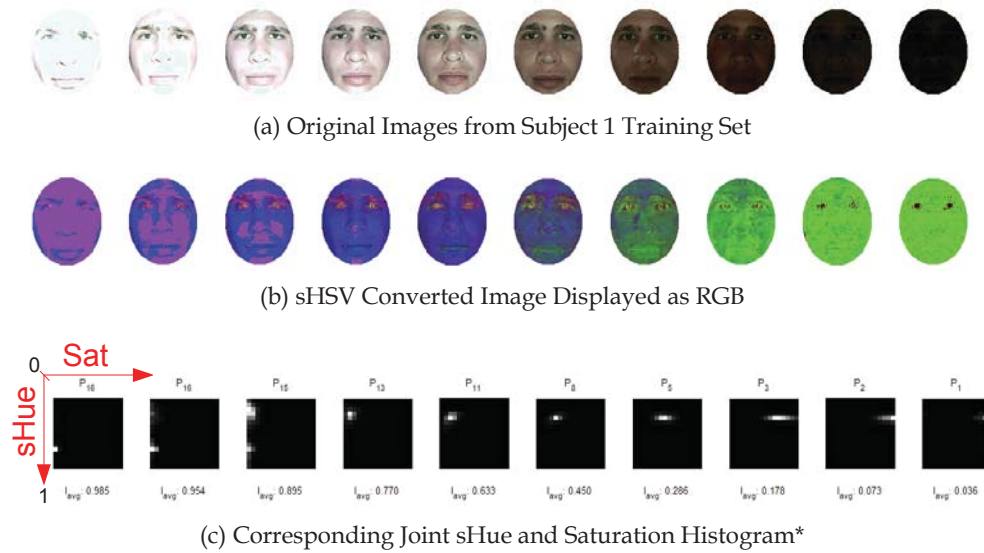 (a) Original Images from Subject 1 Training Set
(b) sHSV Converted Image Displayed as RGB
0 Sat
sHue
1
P16 P16 P15 P13 P11 P8 P5 P3 P2 P1
Iavg: 0.985 Iavg: 0.954 Iavg: 0.895 Iavg: 0.770 Iavg: 0.633 Iavg: 0.450 Iavg: 0.286 Iavg: 0.178 Iavg: 0.073 Iavg: 0.036
(c) Corresponding Joint sHue and Saturation Histogram*